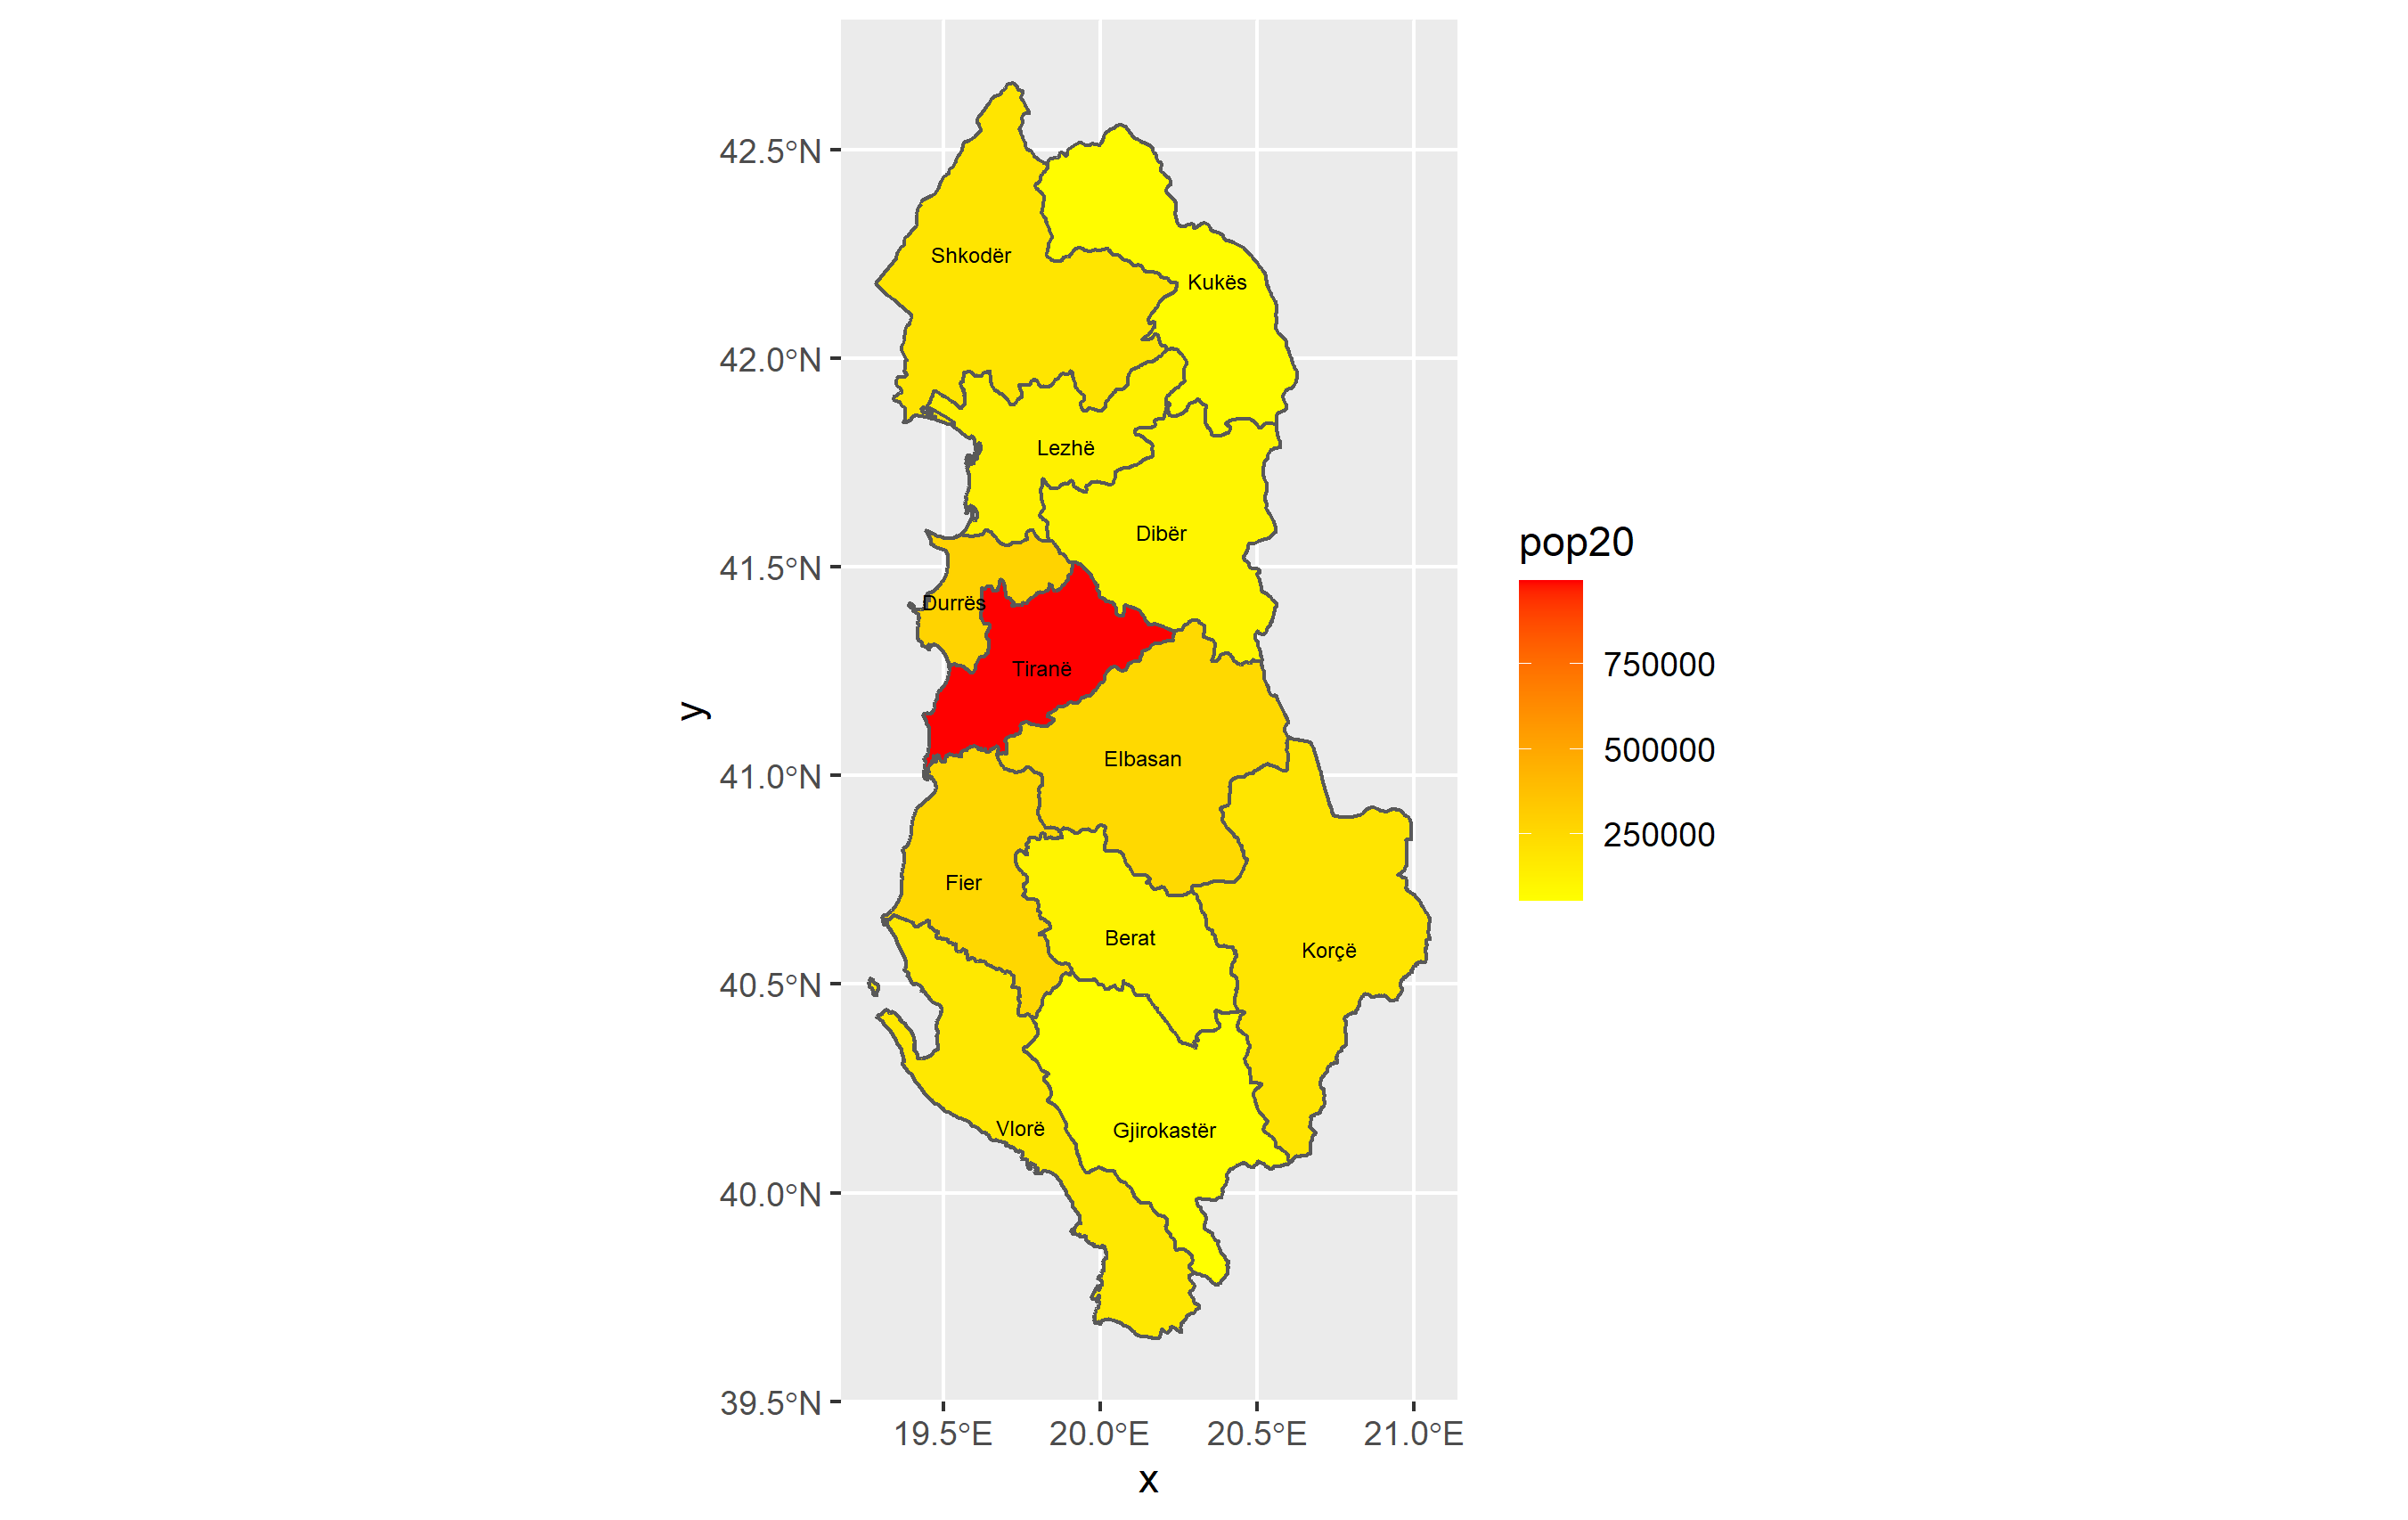 42.5°N
42.0°N
41.5°N
41.0°N
40.5°N
40.0°N
39.5°N
y
Shkodër
Kukës
Lezhë
Dibër
Durrës
Tiranë
Elbasan
Fier
Berat
Korçë
Vlorë
Gjirokastër
19.5°E
20.0°E
20.5°E
21.0°E
x
pop20
750000
500000
250000